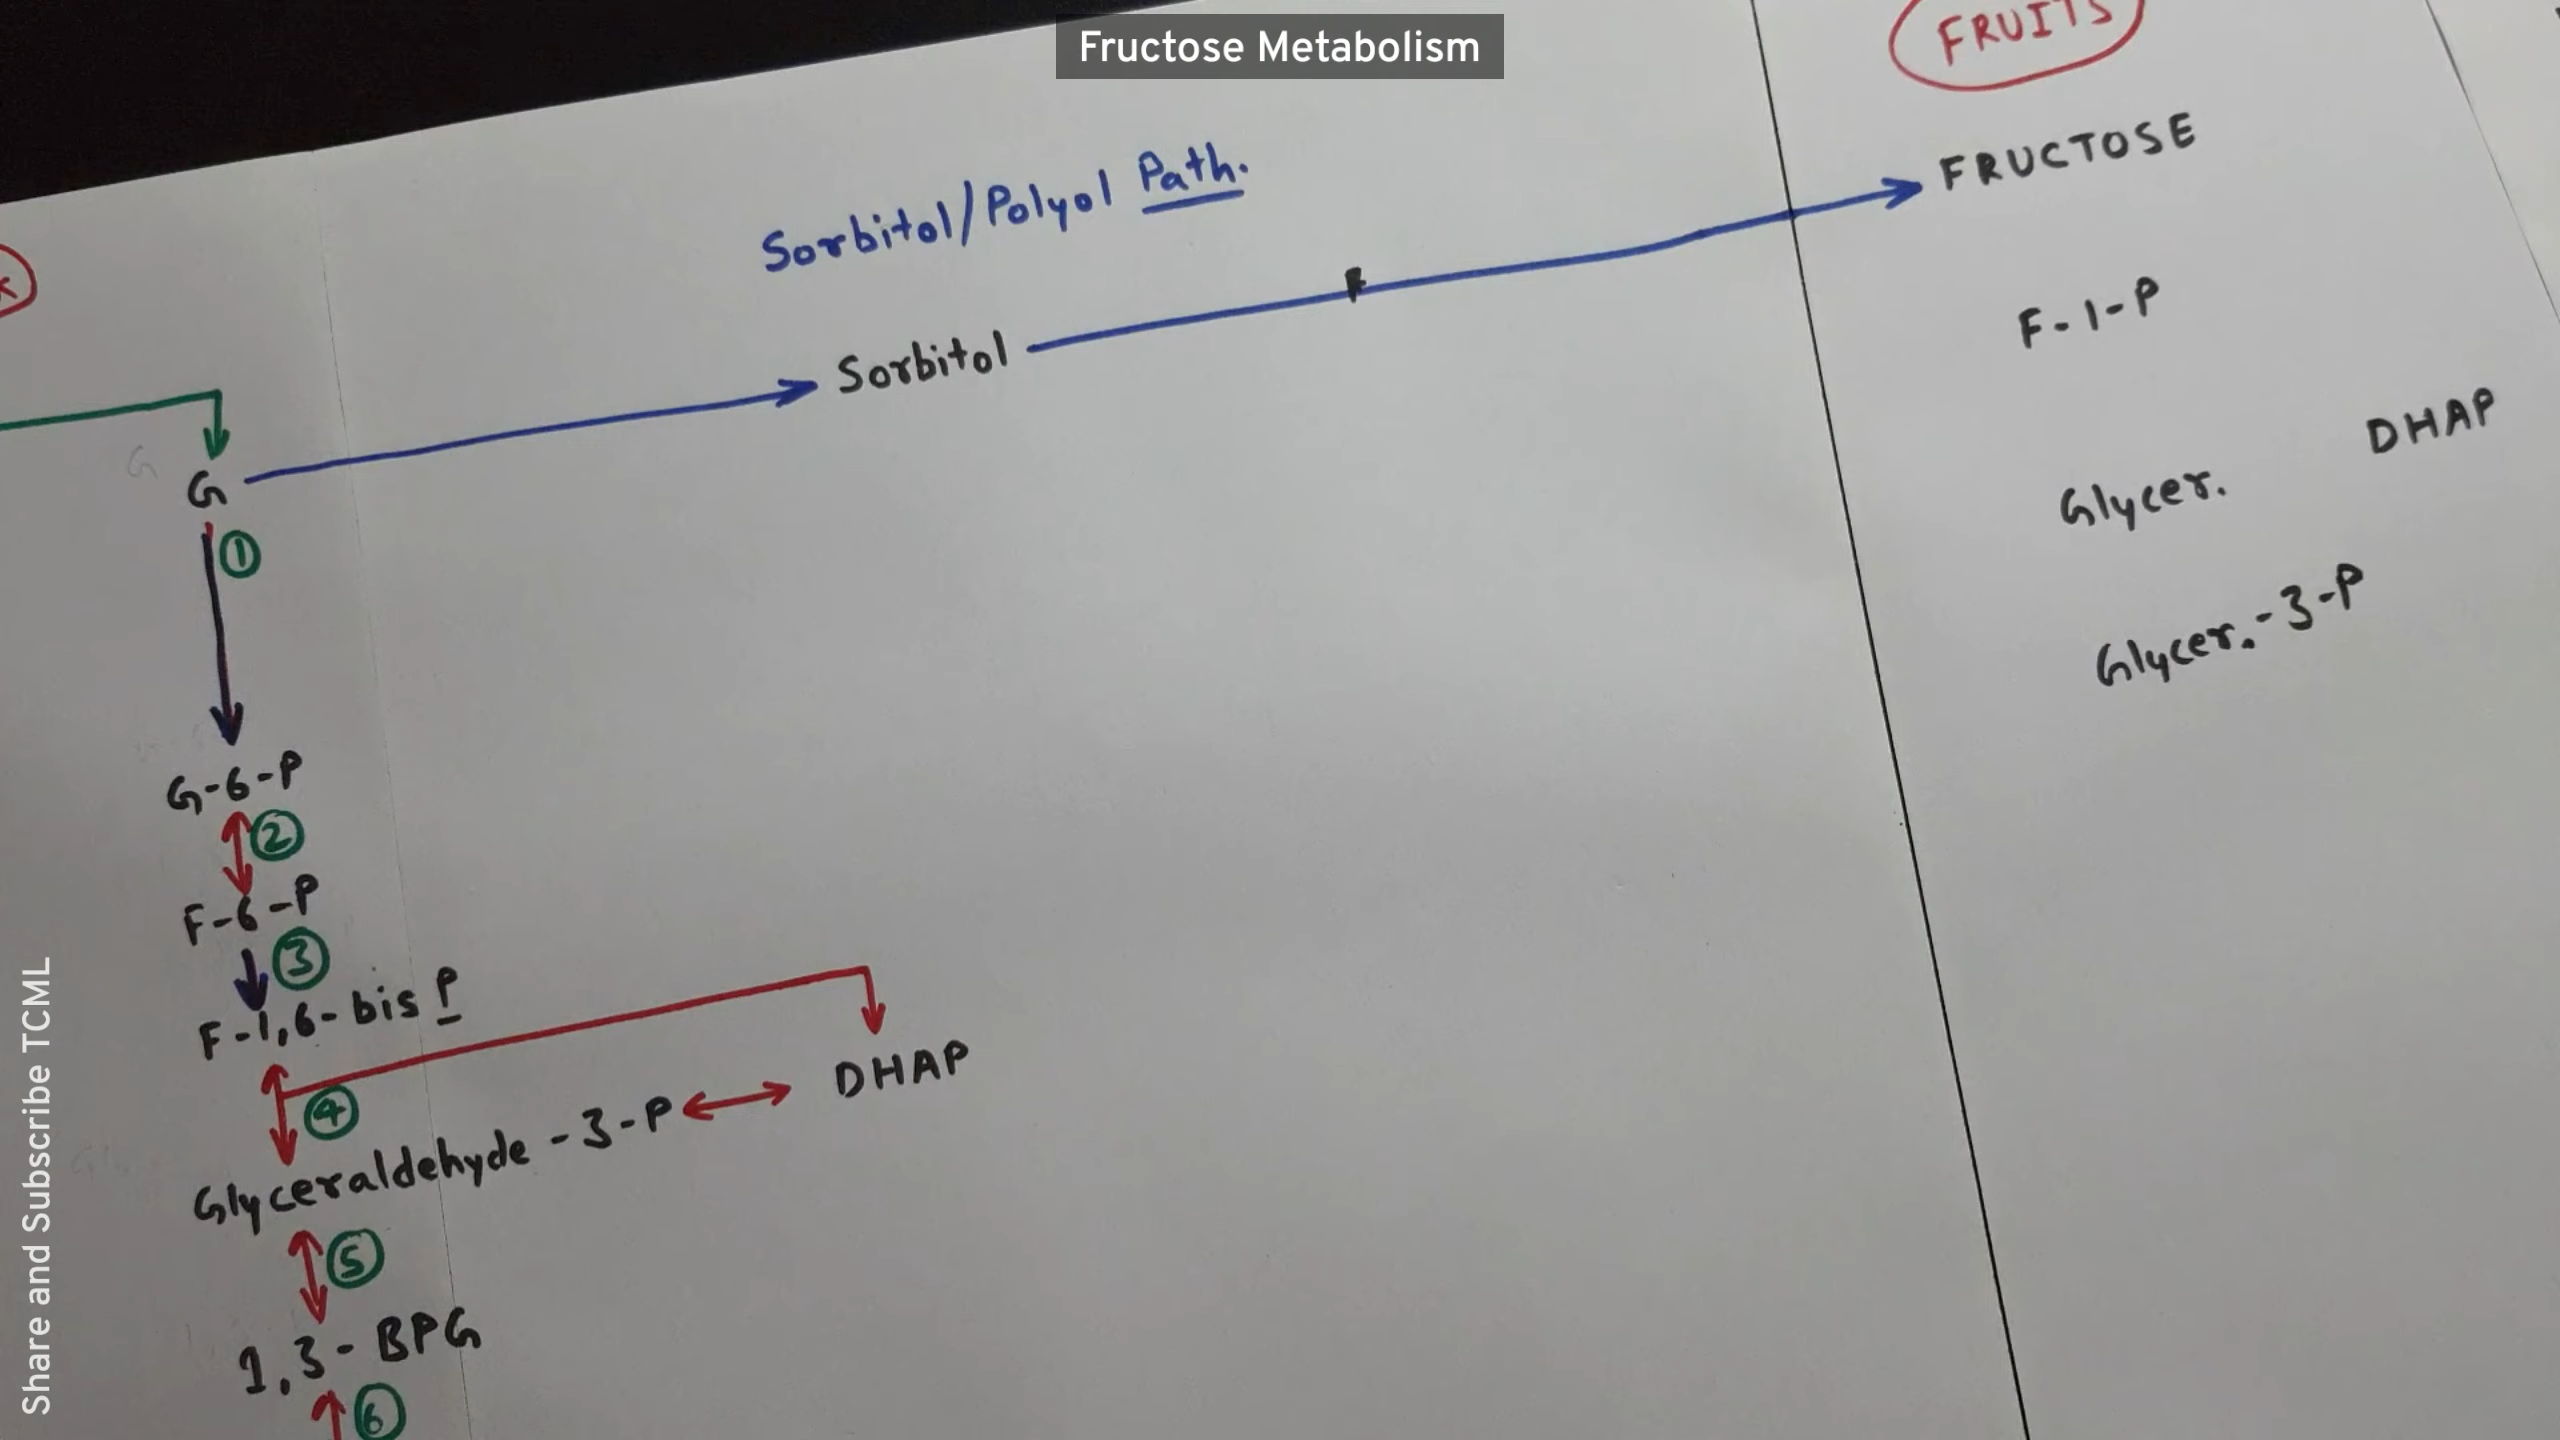 Fructose Metabolism
FRUITS
Sorbitol/Polyol Path.
FRUCTOSE
Sorbitol
F-1-P
DHAP
G
G
Glycer.
①
Glycer.-3-P
G-6-P
②
F-6-P
③
F-1,6-bis P
④
DHAP
Glyceraldehyde-3-P
⑤
1,3-BPG
⑥
Share and Subscribe TCML